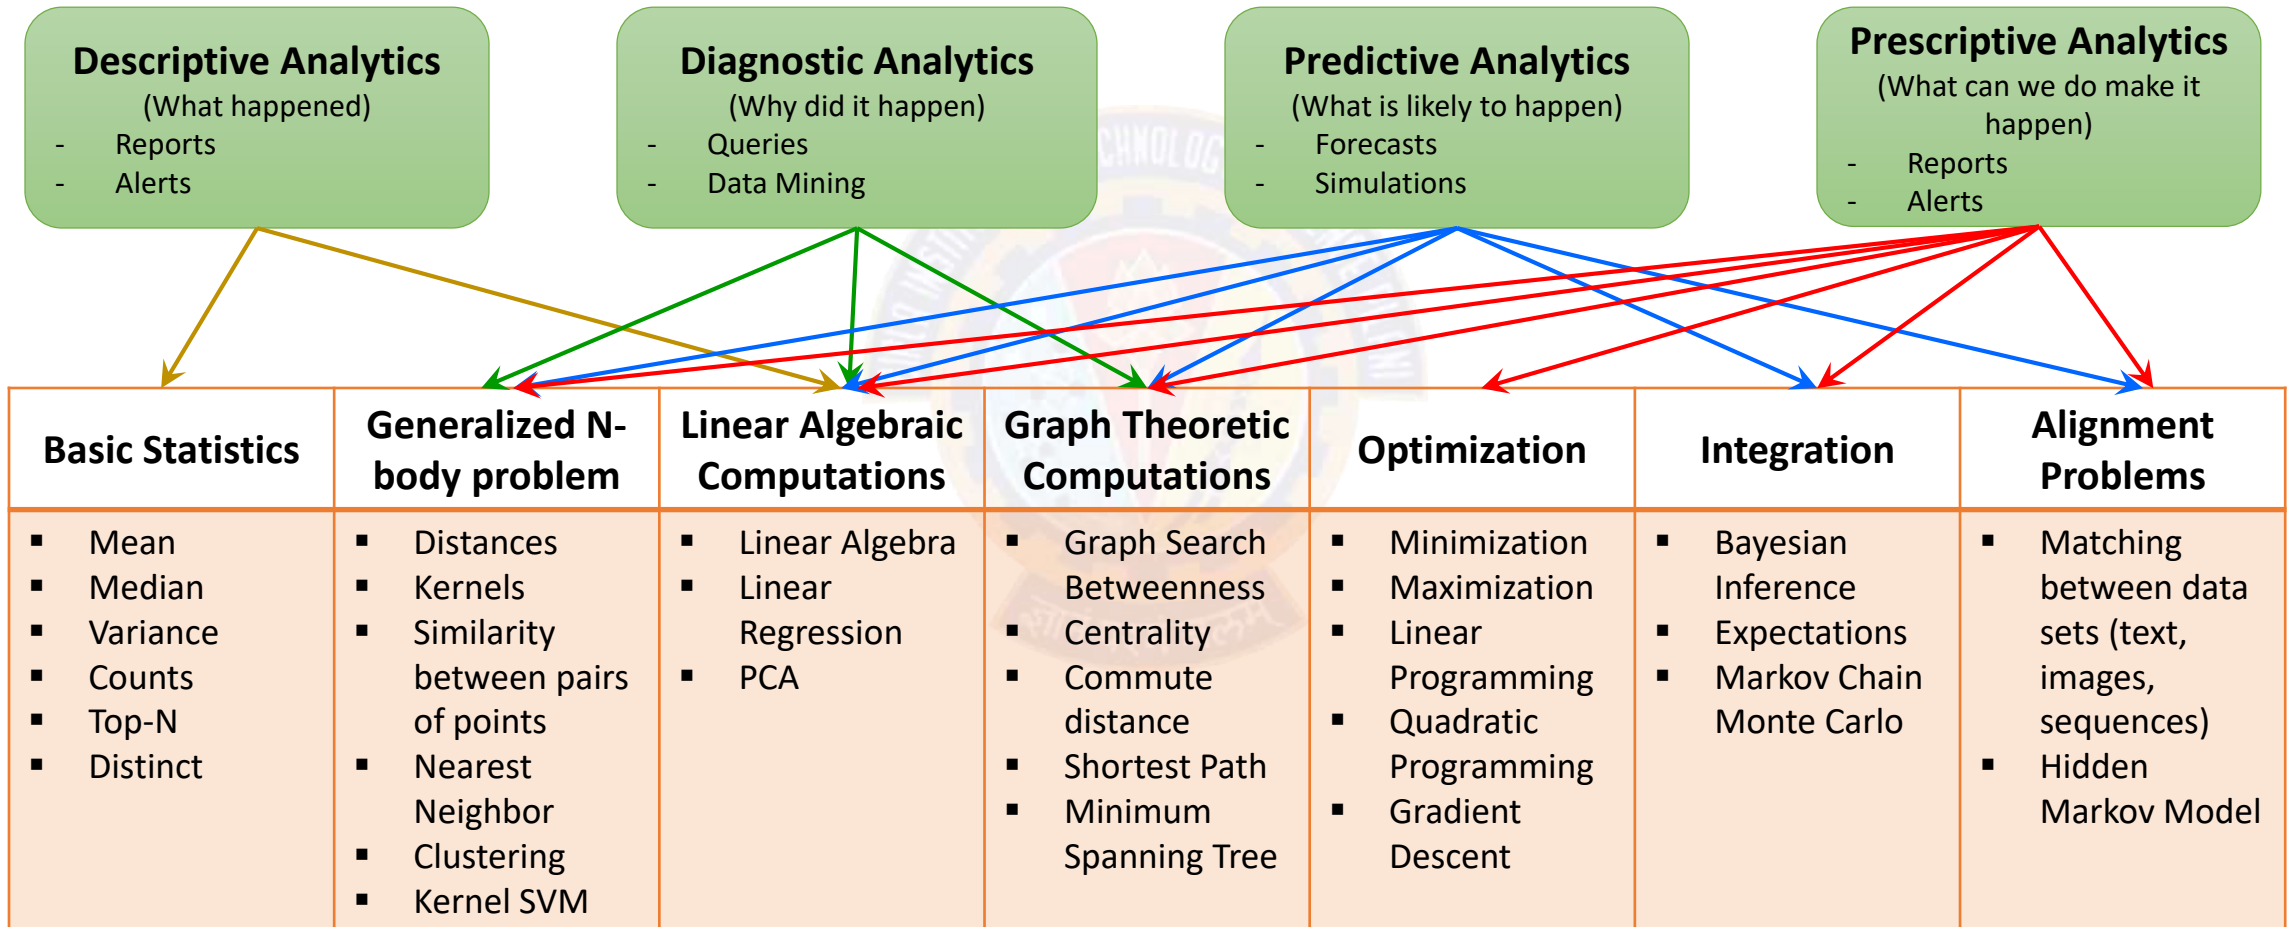 Descriptive Analytics
(What happened)
- Reports
- Alerts
Diagnostic Analytics
(Why did it happen)
- Queries
- Data Mining
Predictive Analytics
(What is likely to happen)
- Forecasts
- Simulations
Prescriptive Analytics
(What can we do make it
happen)
- Reports
- Alerts
Basic Statistics
▪ Mean
▪ Median
▪ Variance
▪ Counts
▪ Top-N
▪ Distinct
Generalized N-
body problem
▪ Distances
▪ Kernels
▪ Similarity
between pairs
of points
▪ Nearest
Neighbor
▪ Clustering
▪ Kernel SVM
Linear Algebraic
Computations
▪ Linear Algebra
▪ Linear
Regression
▪ PCA
Graph Theoretic
Computations
▪ Graph Search
Betweenness
▪ Centrality
▪ Commute
distance
▪ Shortest Path
▪ Minimum
Spanning Tree
Optimization
▪ Minimization
▪ Maximization
▪ Linear
Programming
▪ Quadratic
Programming
▪ Gradient
Descent
Integration
▪ Bayesian
Inference
▪ Expectations
▪ Markov Chain
Monte Carlo
Alignment
Problems
▪ Matching
between data
sets (text,
images,
sequences)
▪ Hidden
Markov Model